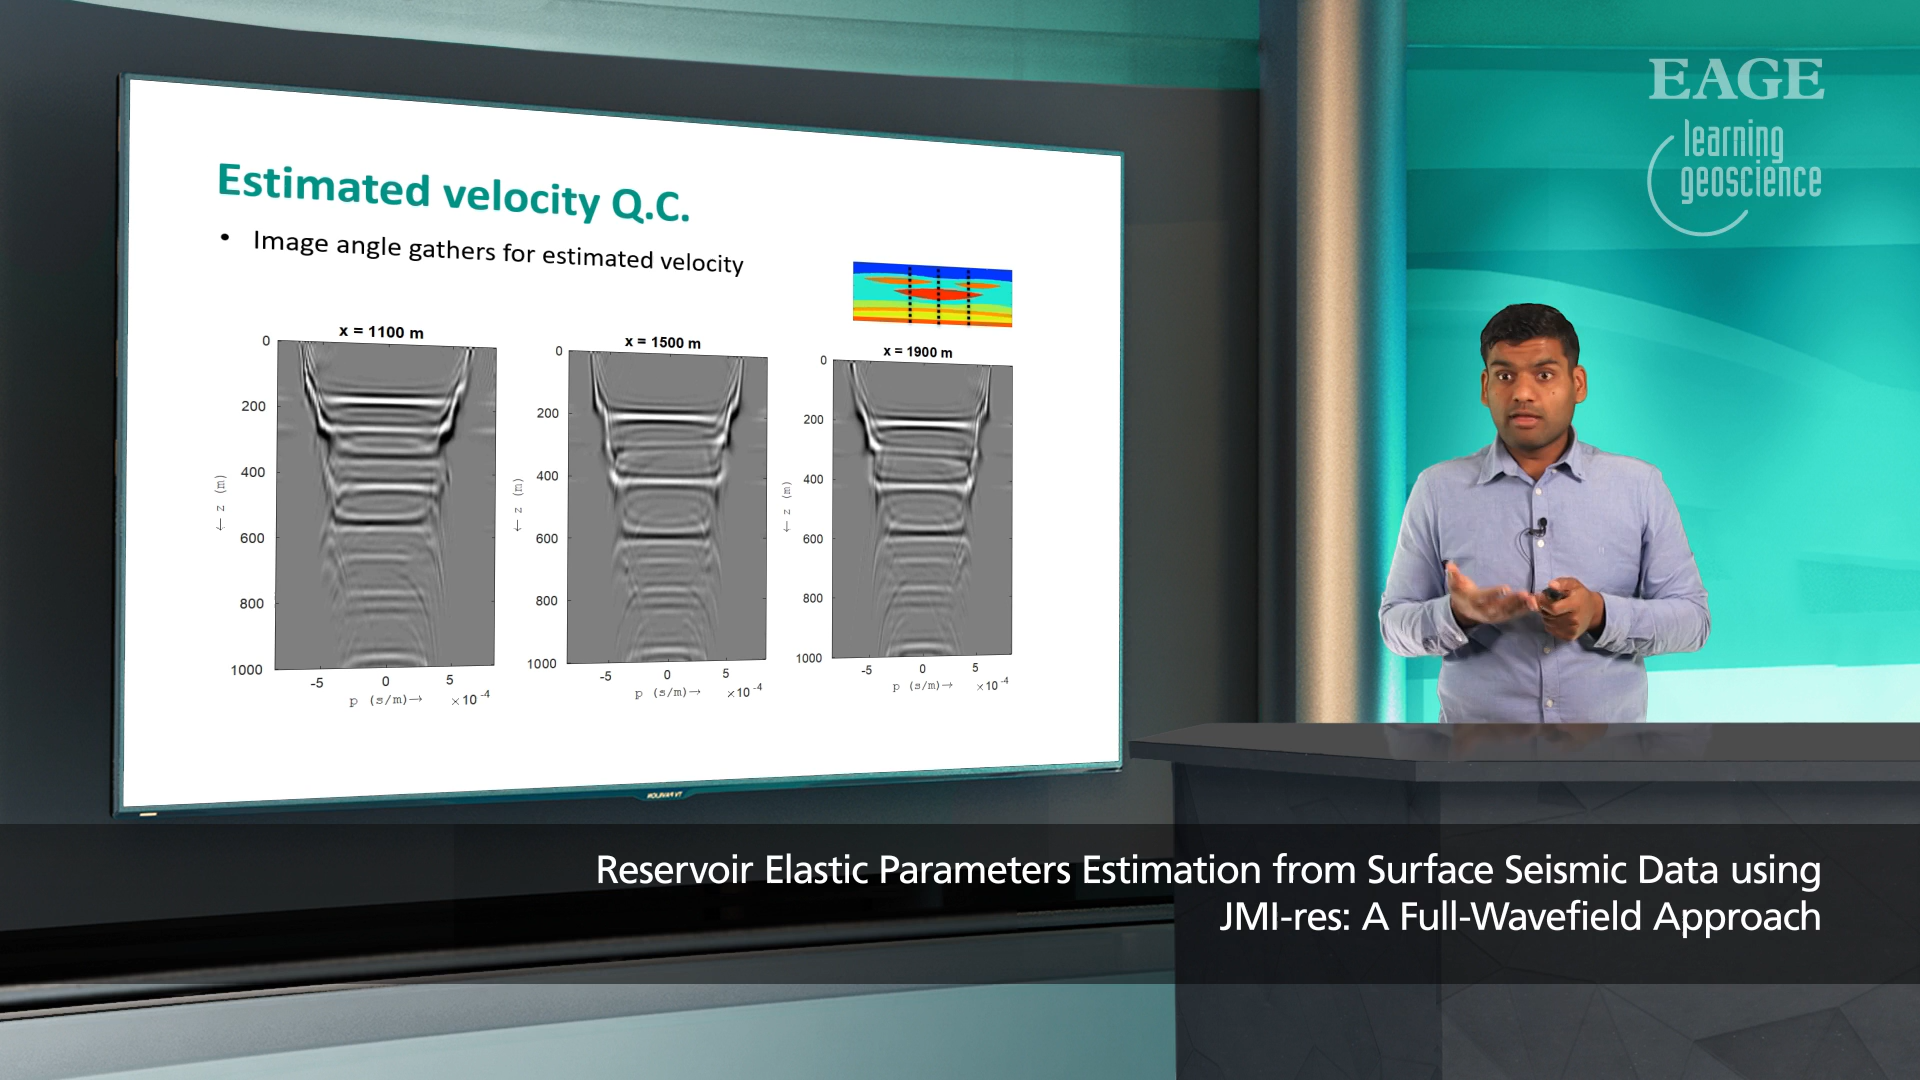 EAGE
learning
geoscience
Estimated velocity Q.C.
• Image angle gathers for estimated velocity
x = 1100 m
0
200
400
600
800
1000
← z (m)
-5
0
5
p (s/m)→
×10-4
x = 1500 m
0
200
400
600
800
1000
← z (m)
-5
0
5
p (s/m)→
×10-4
x = 1900 m
0
200
400
600
800
1000
← z (m)
-5
0
5
p (s/m)→
×10-4
Reservoir Elastic Parameters Estimation from Surface Seismic Data using
JMI-res: A Full-Wavefield Approach